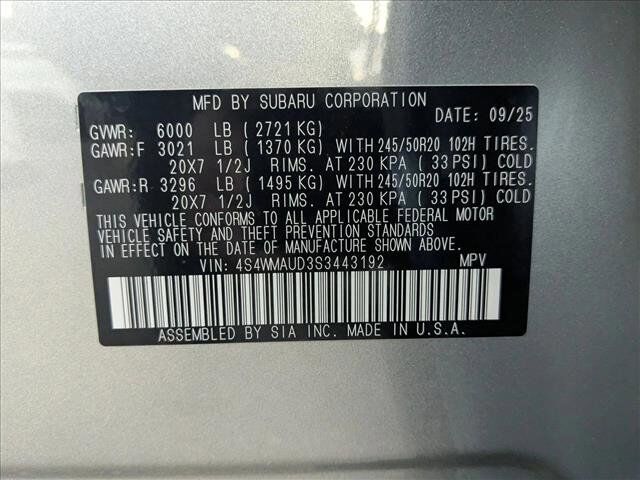 MFD BY SUBARU CORPORATION
DATE: 09/25
GVWR: 6000 LB ( 2721 KG)
GAWR:F 3021 LB ( 1370 KG) WITH 245/50R20 102H TIRES.
20X7 1/2J RIMS. AT 230 KPA ( 33 PSI) COLD
GAWR:R 3296 LB ( 1495 KG) WITH 245/50R20 102H TIRES.
20X7 1/2J RIMS. AT 230 KPA ( 33 PSI) COLD
THIS VEHICLE CONFORMS TO ALL APPLICABLE FEDERAL MOTOR
VEHICLE SAFETY AND THEFT PREVENTION STANDARDS
IN EFFECT ON THE DATE OF MANUFACTURE SHOWN ABOVE.
VIN: 4S4WMAUD3S3443192 MPV
ASSEMBLED BY SIA INC. MADE IN U.S.A.